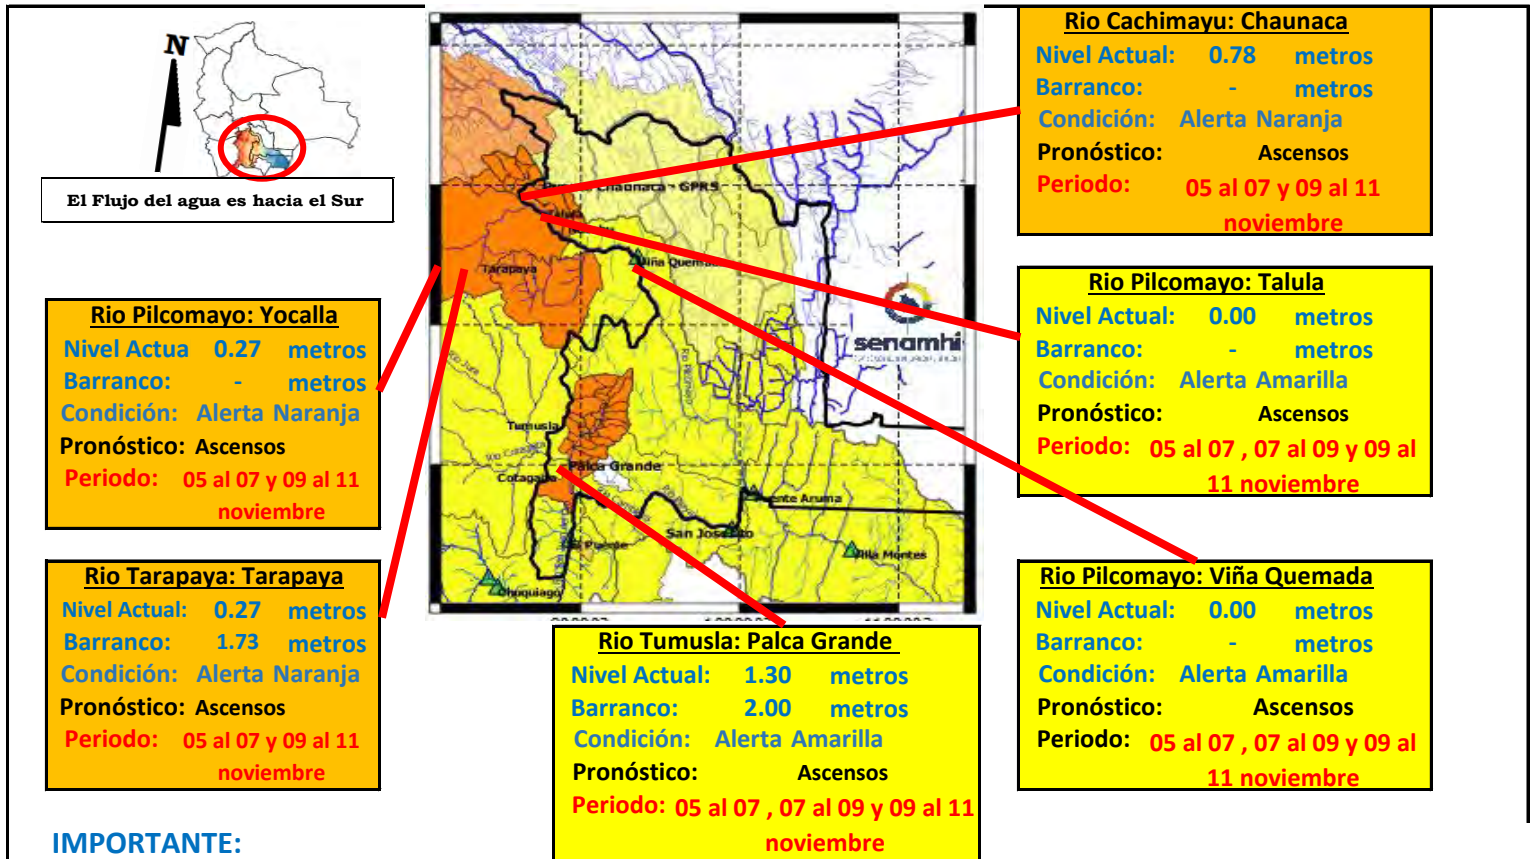 N
El Flujo del agua es hacia el Sur
Rio Pilcomayo: Yocalla
Nivel Actua 0.27 metros
Barranco: - metros
Condición: Alerta Naranja
Pronóstico: Ascensos
Periodo: 05 al 07 y 09 al 11
noviembre
Rio Tarapaya: Tarapaya
Nivel Actual: 0.27 metros
Barranco: 1.73 metros
Condición: Alerta Naranja
Pronóstico: Ascensos
Periodo: 05 al 07 y 09 al 11
noviembre
IMPORTANTE:
Chaunaca - GPRS
Viña Quemada
Tarapaya
senamhi
Tumusla
Palca Grande
Cotagaita
Puente Aruma
San Josecito
Villa Montes
El Puente
Chuquiago
Rio Tumusla: Palca Grande
Nivel Actual: 1.30 metros
Barranco: 2.00 metros
Condición: Alerta Amarilla
Pronóstico: Ascensos
Periodo: 05 al 07 , 07 al 09 y 09 al 11
noviembre
Rio Cachimayu: Chaunaca
Nivel Actual: 0.78 metros
Barranco: - metros
Condición: Alerta Naranja
Pronóstico: Ascensos
Periodo: 05 al 07 y 09 al 11
noviembre
Rio Pilcomayo: Talula
Nivel Actual: 0.00 metros
Barranco: - metros
Condición: Alerta Amarilla
Pronóstico: Ascensos
Periodo: 05 al 07 , 07 al 09 y 09 al
11 noviembre
Rio Pilcomayo: Viña Quemada
Nivel Actual: 0.00 metros
Barranco: - metros
Condición: Alerta Amarilla
Pronóstico: Ascensos
Periodo: 05 al 07 , 07 al 09 y 09 al
11 noviembre